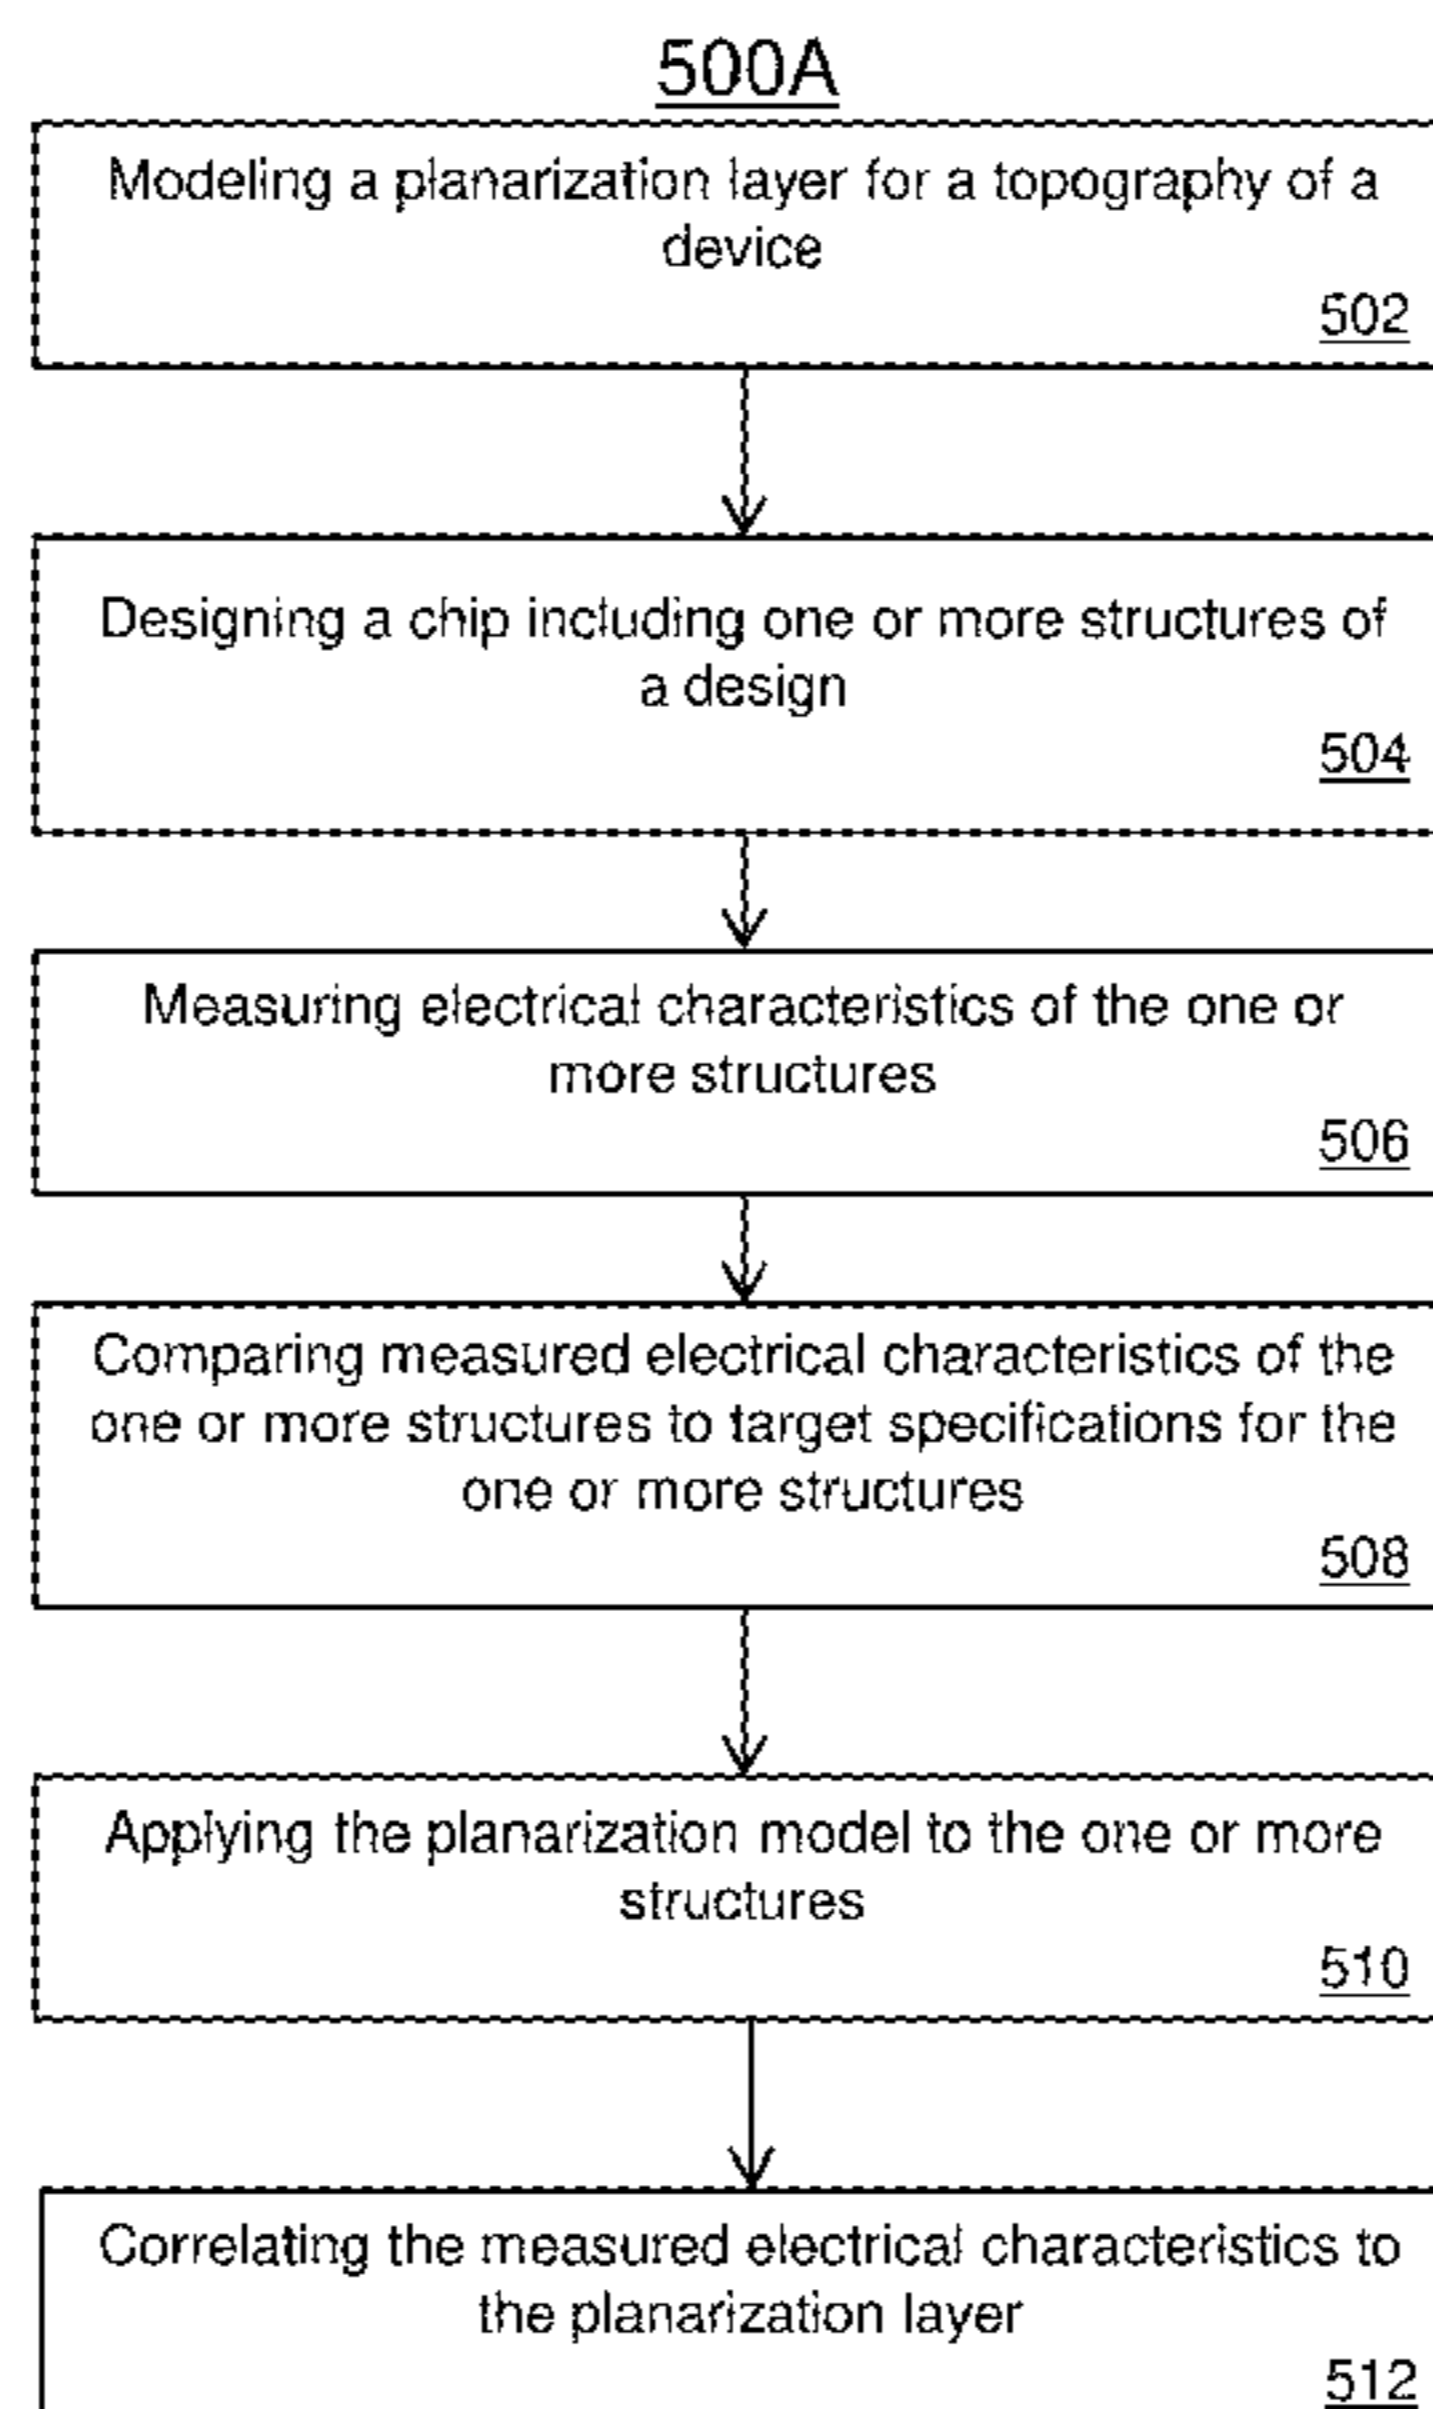 500A
Modeling a planarization layer for a topography of a
device
502
Designing a chip including one or more structures of
a design
504
Measuring electrical characteristics of the one or
more structures
506
Comparing measured electrical characteristics of the
one or more structures to target specifications for the
one or more structures
508
Applying the planarization model to the one or more
structures
510
Correlating the measured electrical characteristics to
the planarization layer
512